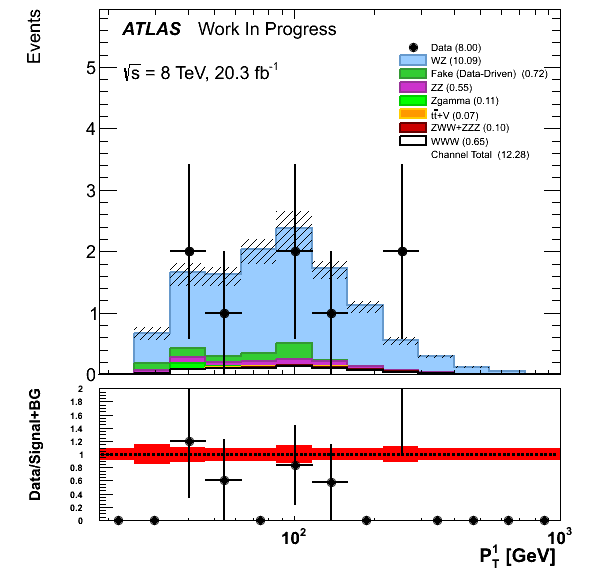 Events
ATLAS Work In Progress
√s = 8 TeV, 20.3 fb⁻¹
Data (8.00)
WZ (10.09)
Fake (Data-Driven) (0.72)
ZZ (0.55)
Zgamma (0.11)
tt̄+V (0.07)
ZWW+ZZZ (0.10)
WWW (0.65)
Channel Total (12.28)
5
4
3
2
1
0
Data/Signal+BG
2
1.8
1.6
1.4
1.2
1
0.8
0.6
0.4
0.2
0
10²
10³
P_T^1 [GeV]